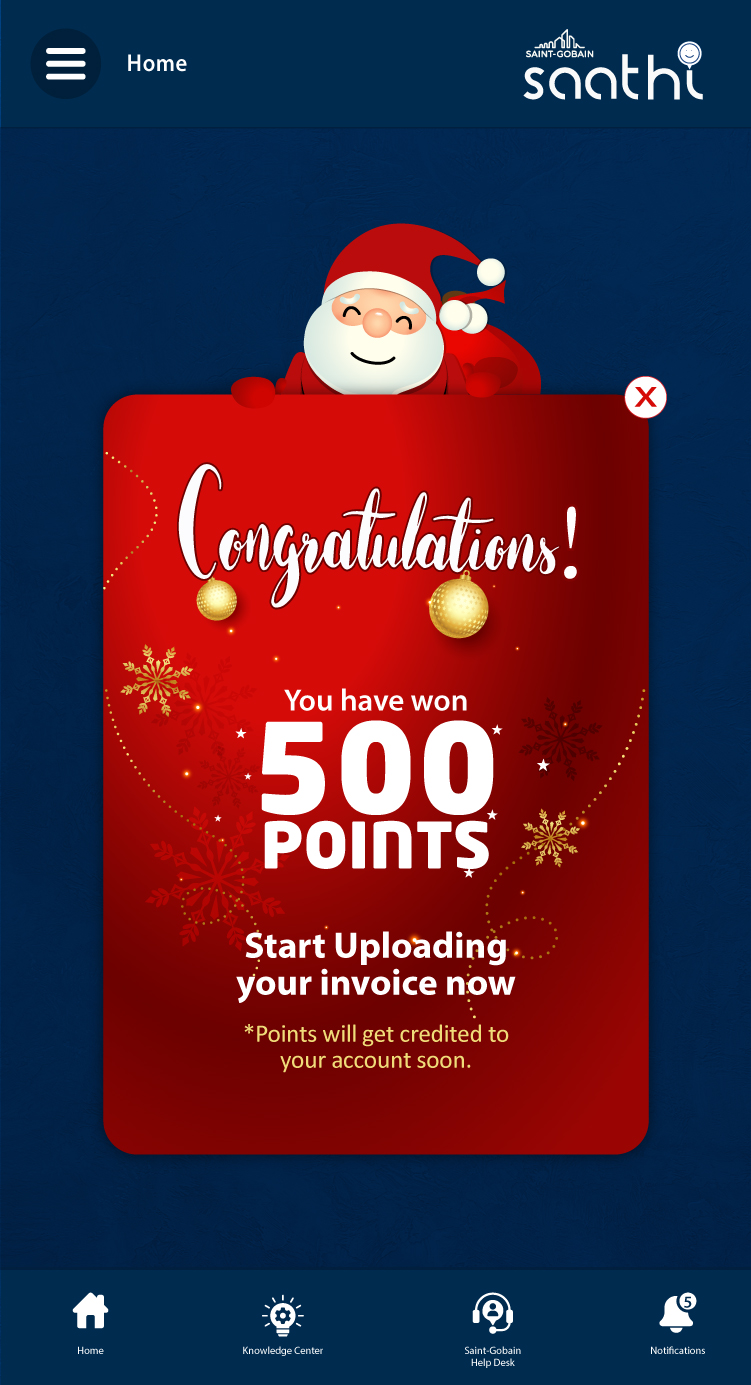 Home
SAINT-GOBAIN
saathi
X
Congratulations!
You have won
500
POINTS
Start Uploading
your invoice now
*Points will get credited to
your account soon.
5
Home
Knowledge Center
Saint-Gobain
Help Desk
Notifications